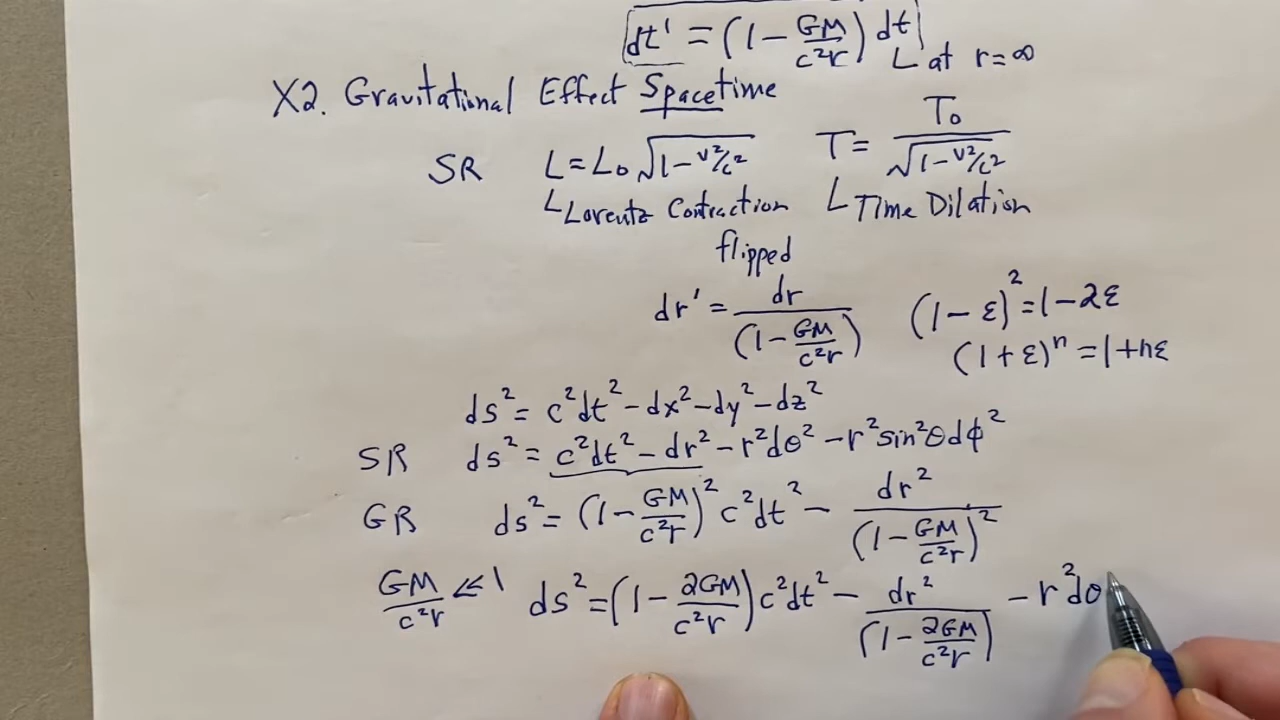 dt' = (1 - GM/c²r) dt
L at r = ∞
X2. Gravitational Effect Spacetime
SR L = L₀ √(1 - v²/c²) T = T₀/√(1 - v²/c²)
L Lorentz Contraction L Time Dilation
flipped
dr' = dr/(1 - GM/c²r) (1 - ε)² = 1 - 2ε
(1 + ε)ⁿ = 1 + nε
ds² = c²dt² - dx² - dy² - dz²
SR ds² = c²dt² - dr² - r²dθ² - r²sin²θdϕ²
GR ds² = (1 - GM/c²r)² c²dt² - dr²/(1 - GM/c²r)²
GM/c²r << 1 ds² = (1 - 2GM/c²r) c²dt² - dr²/(1 - 2GM/c²r) - r²dθ